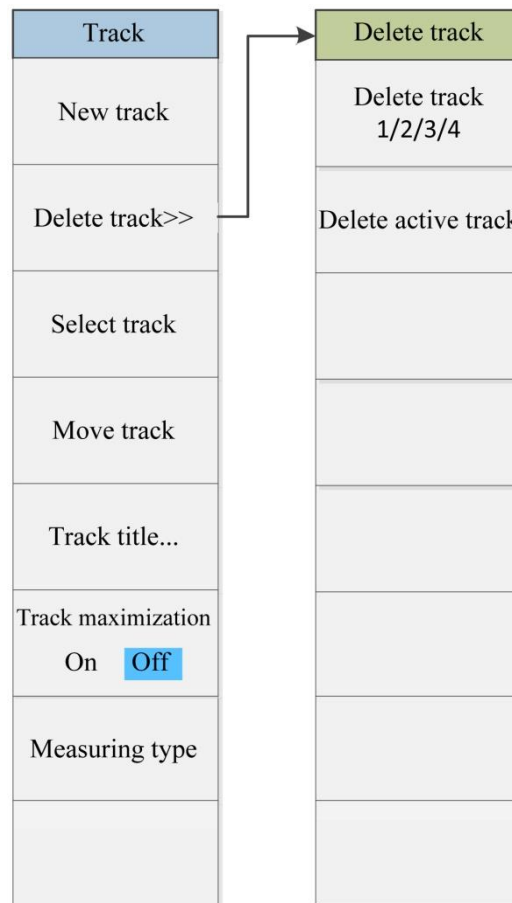 Track
New track
Delete track>>
Select track
Move track
Track title...
Track maximization
On Off
Measuring type
Delete track
Delete track
1/2/3/4
Delete active track